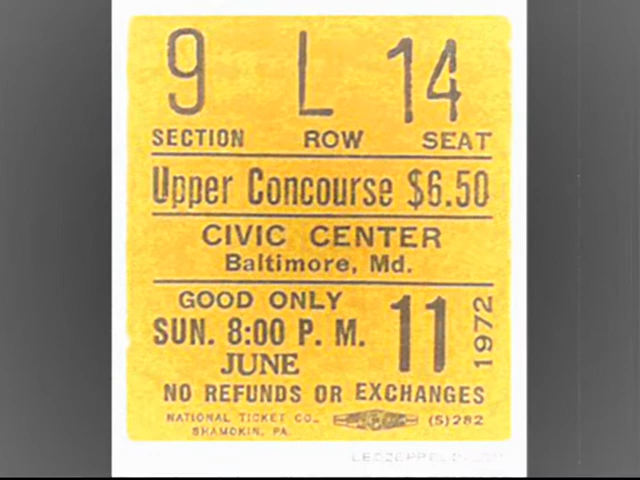 9 L 14
SECTION ROW SEAT
Upper Concourse $6.50
CIVIC CENTER
Baltimore, Md.
GOOD ONLY
SUN. 8:00 P. M.
JUNE
11
1972
NO REFUNDS OR EXCHANGES
NATIONAL TICKET CO. (S)282
SHAMOKIN, PA.